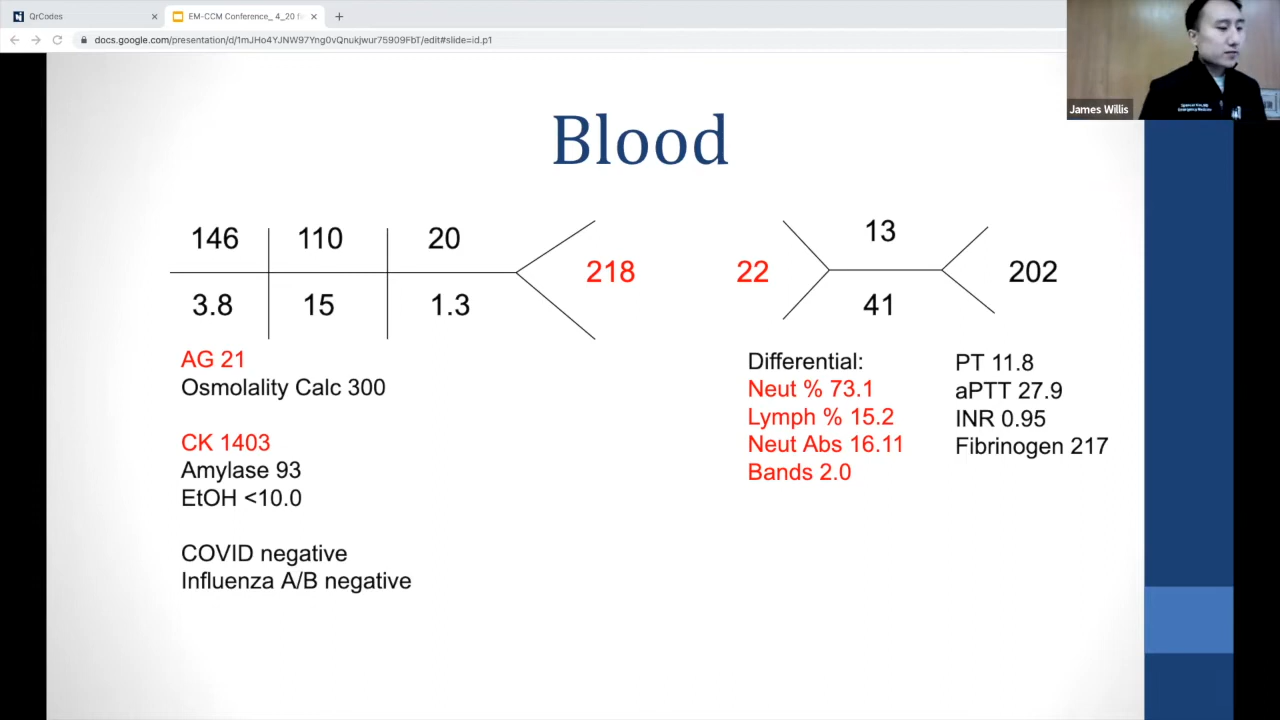 QrCodes
EM-CCM Conference_ 4_20 fi
docs.google.com/presentation/d/1mJHo4YJNW97Yng0vQnukjwur75909FbT/edit#slide=id.p1
James Willis
Blood
146 110 20
218
3.8 15 1.3
AG 21
Osmolality Calc 300
CK 1403
Amylase 93
EtOH <10.0
COVID negative
Influenza A/B negative
13
22 202
41
Differential:
Neut % 73.1
Lymph % 15.2
Neut Abs 16.11
Bands 2.0
PT 11.8
aPTT 27.9
INR 0.95
Fibrinogen 217